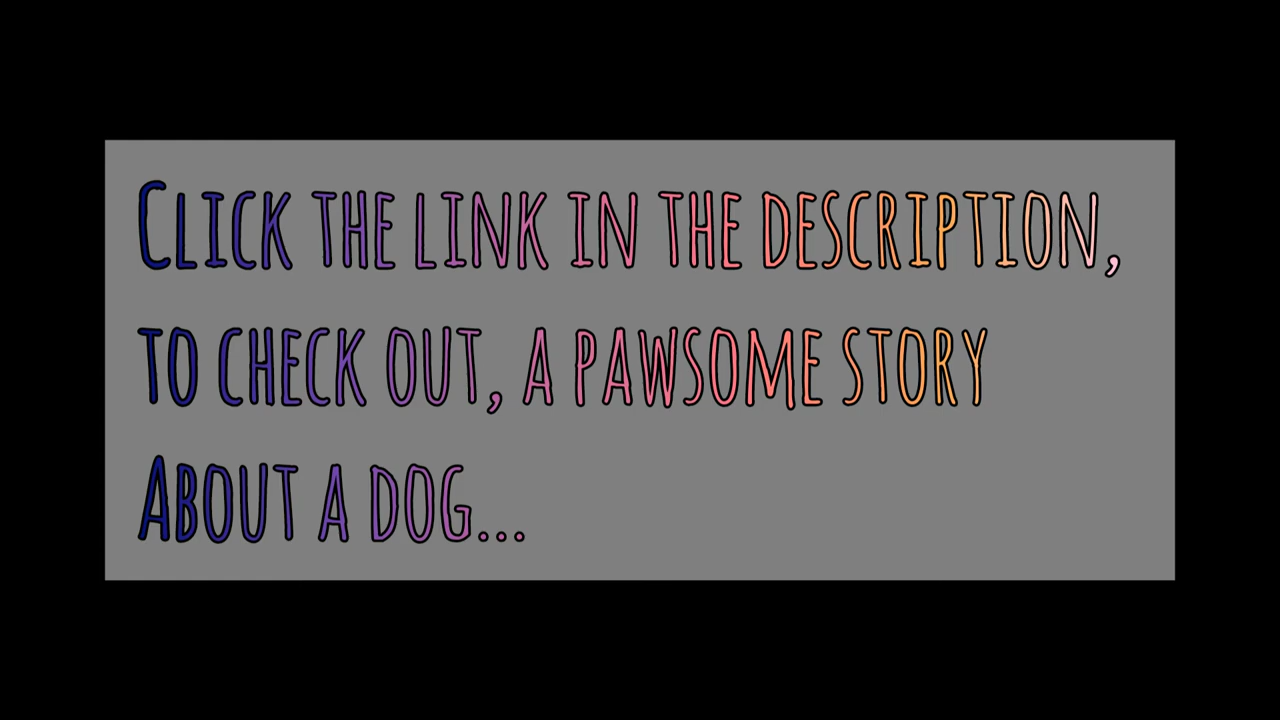 Click the link in the description,
to check out, a pawsome story
About a dog...